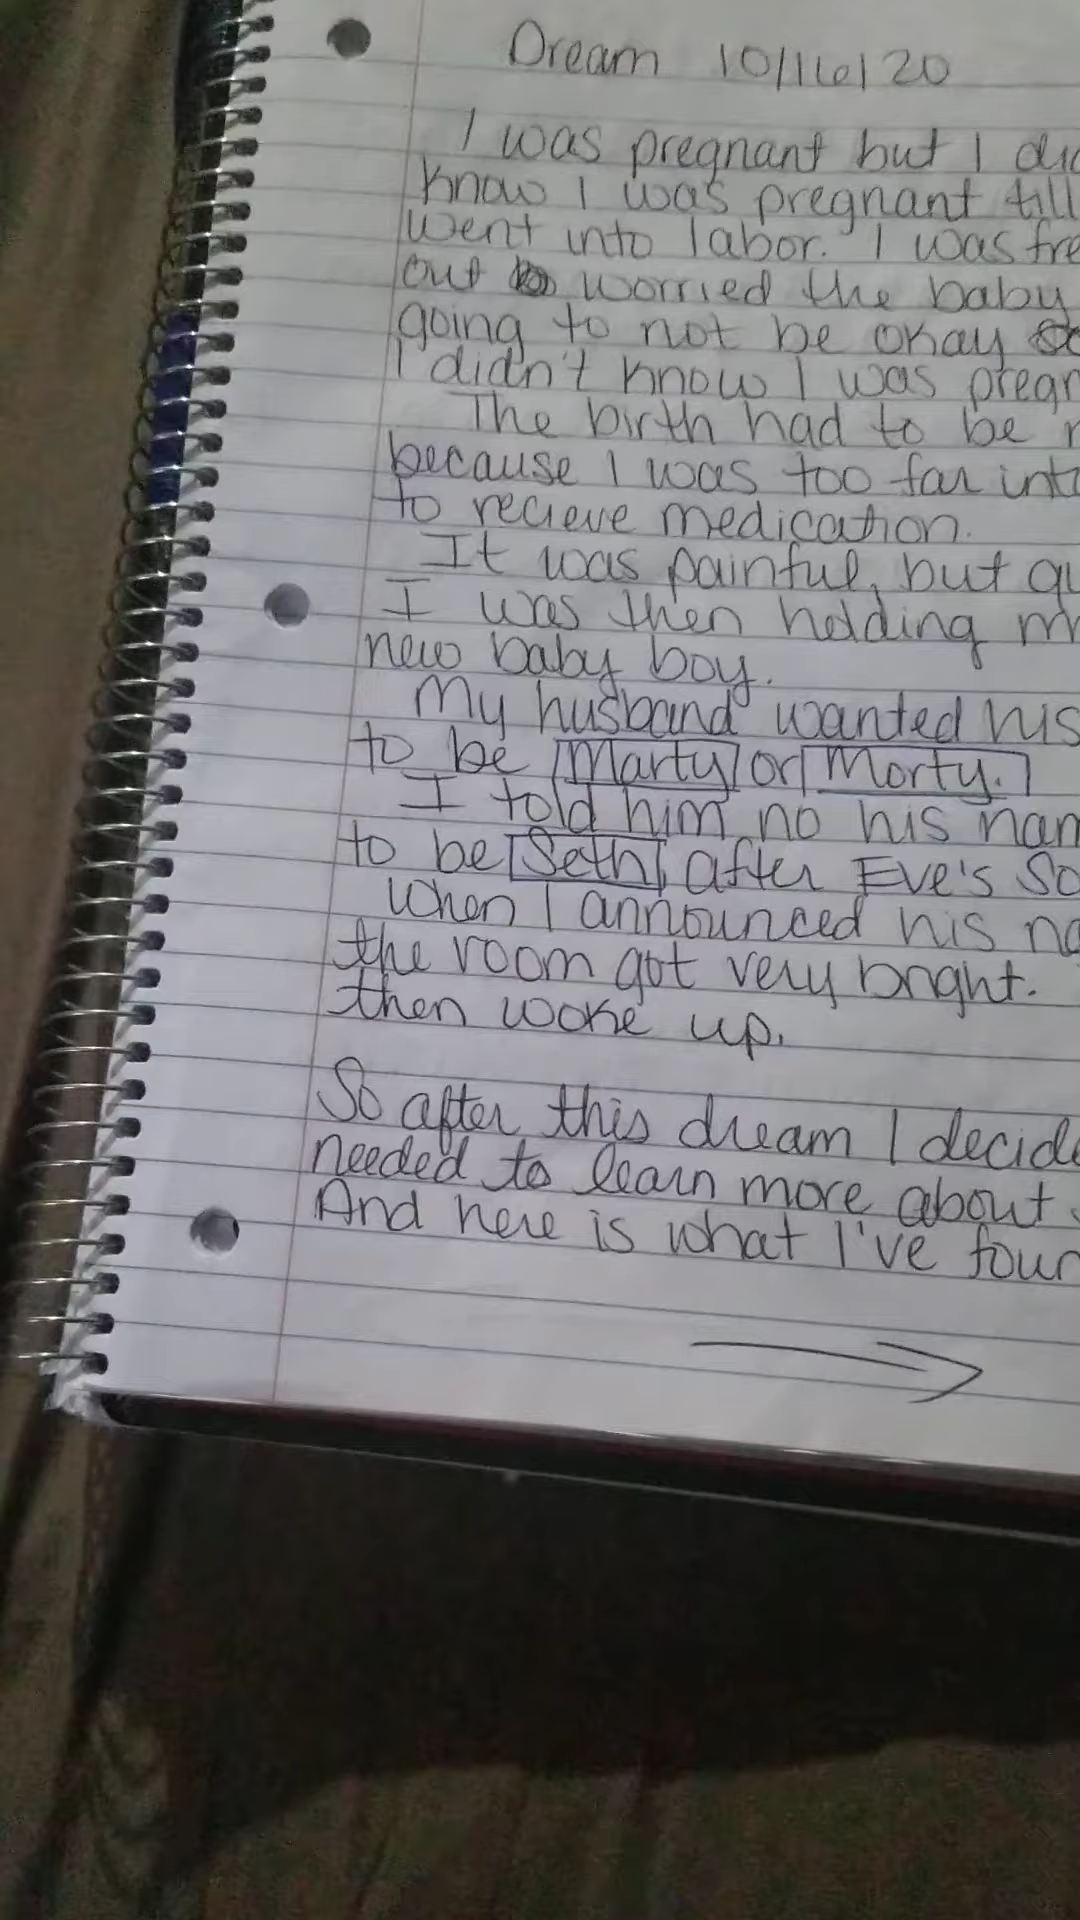 Dream 10/16/20
I was pregnant but I
know I was pregnant till
went into labor. I was fre
out worried the baby
going to not be okay
I didn't know I was pregn
The birth had to be
because I was too far int
to recieve medication.
It was painful, but qu
I was then holding m
new baby boy.
My husband wanted his
to be Marty or Morty.
I told him no his nam
to be Seth, after Eve's So
When I announced his na
the room got very bright.
then woke up.
So after this dream I decide
needed to learn more about
And here is what I've foun